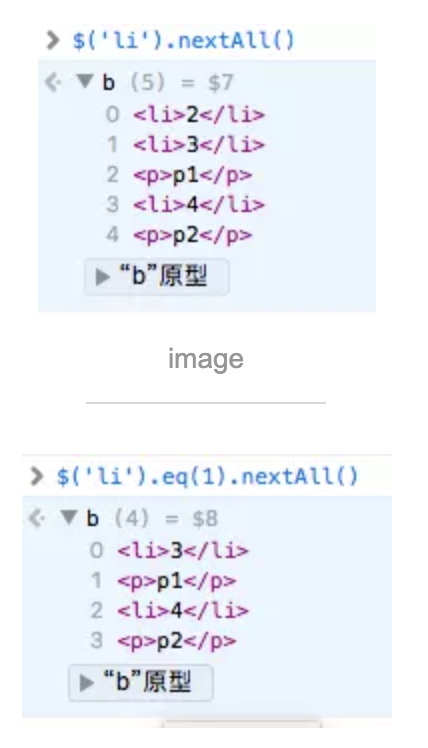 > $('li').nextAll()
b (5) = $7
0 <li>2</li>
1 <li>3</li>
2 <p>p1</p>
3 <li>4</li>
4 <p>p2</p>
“b”原型
image
> $('li').eq(1).nextAll()
b (4) = $8
0 <li>3</li>
1 <p>p1</p>
2 <li>4</li>
3 <p>p2</p>
“b”原型